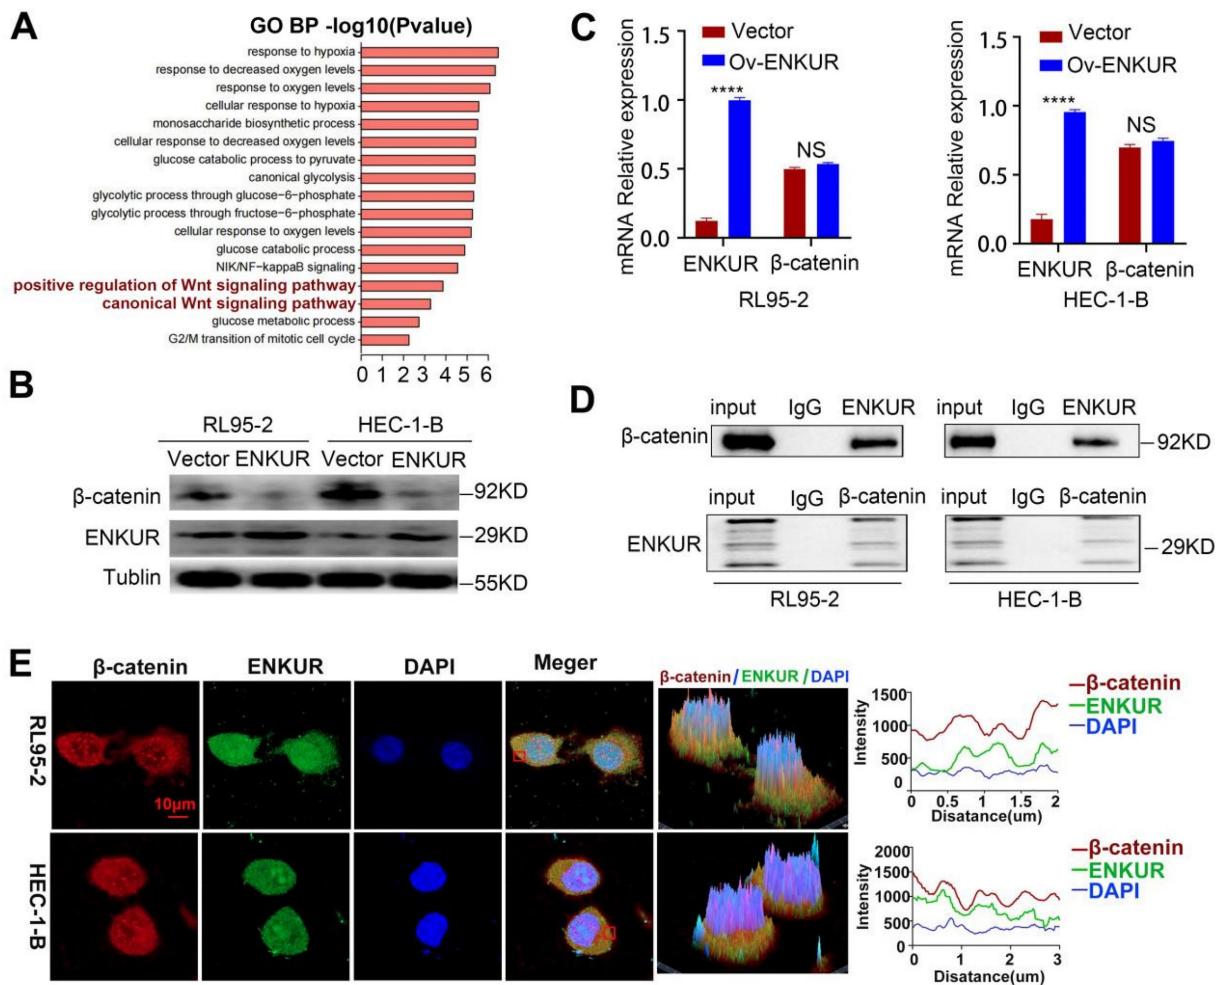 A
GO BP -log10(Pvalue)
response to hypoxia
response to decreased oxygen levels
response to oxygen levels
cellular response to hypoxia
monosaccharide biosynthetic process
cellular response to decreased oxygen levels
glucose catabolic process to pyruvate
canonical glycolysis
glycolytic process through glucose−6−phosphate
glycolytic process through fructose−6−phosphate
cellular response to oxygen levels
glucose catabolic process
NIK/NF−kappaB signaling
positive regulation of Wnt signaling pathway
canonical Wnt signaling pathway
glucose metabolic process
G2/M transition of mitotic cell cycle
0 1 2 3 4 5 6
B
RL95-2 HEC-1-B
Vector ENKUR Vector ENKUR
β-catenin –92KD
ENKUR –29KD
Tublin –55KD
C
mRNA Relative expression
1.5
1.0
0.5
0.0
Vector
Ov-ENKUR
****
NS
ENKUR β-catenin
RL95-2
mRNA Relative expression
1.5
1.0
0.5
0.0
Vector
Ov-ENKUR
****
NS
ENKUR β-catenin
HEC-1-B
D
input IgG ENKUR input IgG ENKUR
β-catenin –92KD
input IgG β-catenin input IgG β-catenin
ENKUR –29KD
RL95-2 HEC-1-B
E
β-catenin ENKUR DAPI Meger β-catenin/ENKUR/DAPI
RL95-2
10μm
HEC-1-B
Intensity
1500
1000
500
0
0 0.5 1 1.5 2
Disatance(um)
β-catenin
ENKUR
DAPI
Intensity
2000
1500
1000
500
0
0 1 2 3
Disatance(um)
β-catenin
ENKUR
DAPI